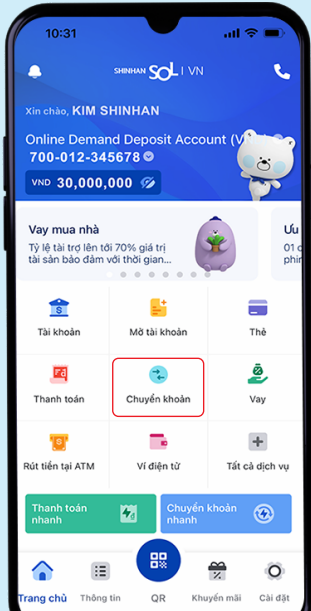 10:31
SHINHAN SOL | VN
Xin chào, KIM SHINHAN
Online Demand Deposit Account (V
700-012-345678
VND 30,000,000
Vay mua nhà
Tỷ lệ tài trợ lên tới 70% giá trị
tài sản bảo đảm với thời gian...
Ưu
01
phi
Tài khoản
Mở tài khoản
Thẻ
Thanh toán
Chuyển khoản
Vay
Rút tiền tại ATM
Ví điện tử
Tất cả dịch vụ
Thanh toán
nhanh
Chuyển khoản
nhanh
Trang chủ
Thông tin
QR
Khuyến mãi
Cài đặt